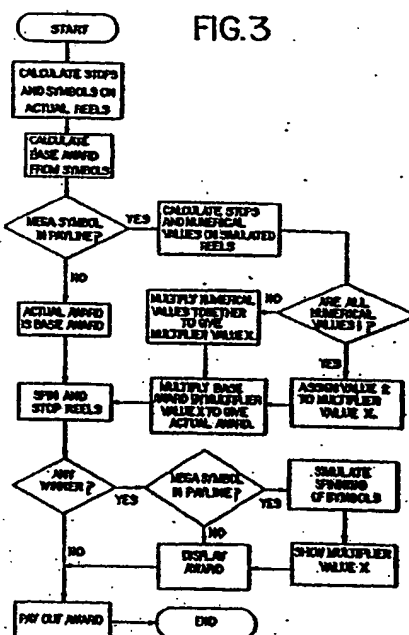 FIG.3
START
CALCULATE STOPS
AND SYMBOLS ON
ACTUAL REELS
CALCULATE
BASE AWARD
FROM SYMBOLS
MEGA SYMBOL
IN PAYLINE?
YES
CALCULATE STOPS
AND NUMERICAL
VALUES ON SIMULATED
REELS
NO
ARE ALL
NUMERICAL
VALUES 1?
NO
MULTIPLY NUMERICAL
VALUES TOGETHER
TO GIVE
MULTIPLIER VALUE X.
YES
ACTUAL AWARD
IS BASE AWARD
ASSIGN VALUE 2
TO MULTIPLIER
VALUE X.
MULTIPLY BASE
AWARD IN MULTIPLIER
VALUE X TO GIVE
ACTUAL AWARD.
SPIN AND
STOP REELS
ANY
WINNER?
YES
MEGA SYMBOL
IN PAYLINE?
YES
SIMULATE
SPINNING
OF SYMBOLS
NO
NO
DISPLAY
AWARD
SHOW MULTIPLIER
VALUE X
PAY OUT AWARD
END